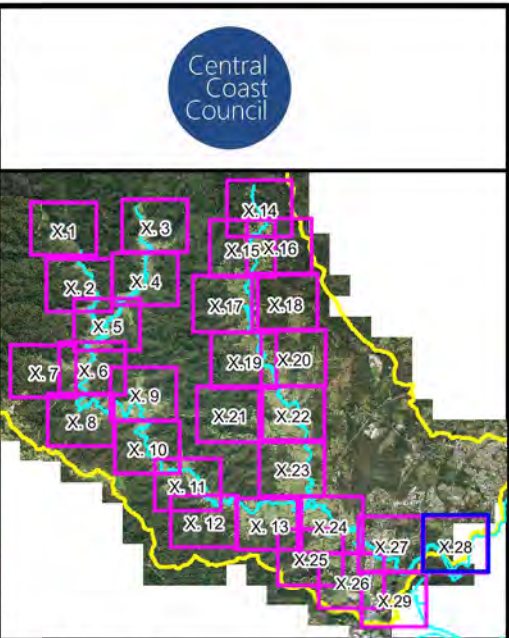 Central
Coast
Council
X.14
X.1
X. 3
X.15
X.16
X. 2
X. 4
X.17
X.18
X. 5
X.19
X.20
X. 7
X. 6
X. 9
X. 8
X.21
X.22
X. 10
X.23
X. 11
X. 12
X. 13
X.24
X.27
X.28
X.25
X.26
X.29